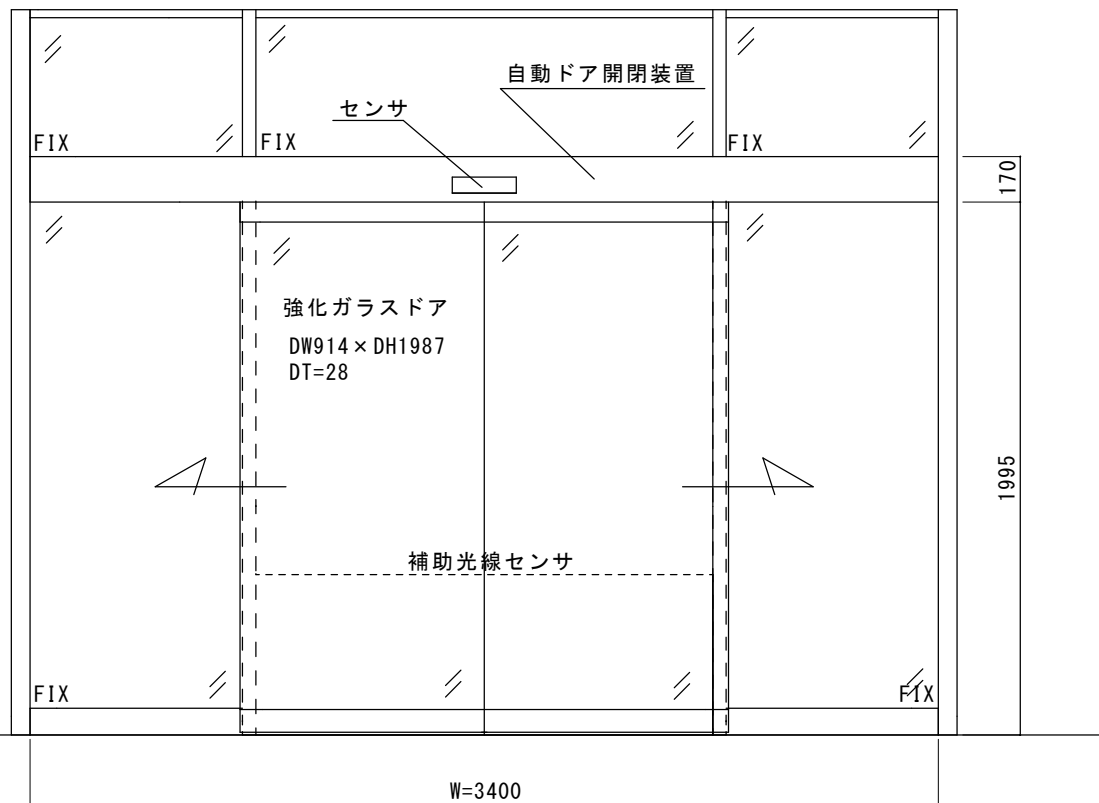 自動ドア開閉装置
センサ
FIX
FIX
FIX
170
強化ガラスドア
DW914×DH1987
DT=28
1995
補助光線センサ
FIX
FIX
W=3400